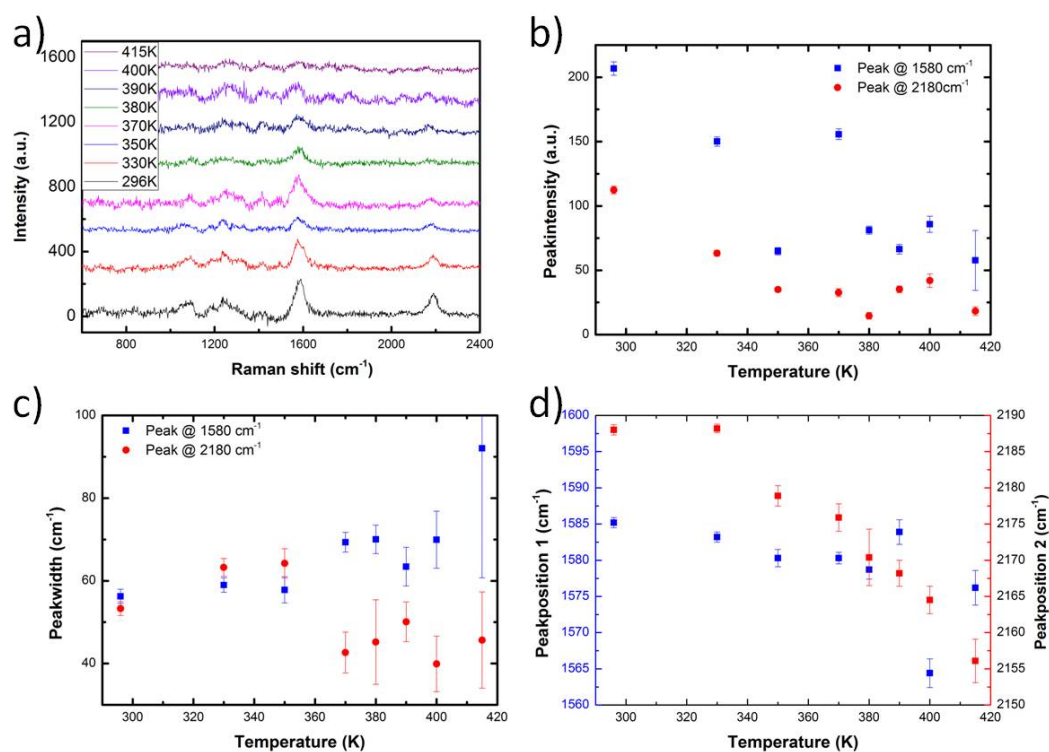 a)
1600
1200
800
400
0
Intensity (a.u.)
415K
400K
390K
380K
370K
350K
330K
296K
800 1200 1600 2000 2400
Raman shift (cm⁻¹)
b)
200
150
100
50
0
Peakintensity (a.u.)
Peak @ 1580 cm⁻¹
Peak @ 2180cm⁻¹
300 320 340 360 380 400 420
Temperature (K)
c)
100
80
60
40
Peakwidth (cm⁻¹)
Peak @ 1580 cm⁻¹
Peak @ 2180 cm⁻¹
300 320 340 360 380 400 420
Temperature (K)
d)
1600
1595
1590
1585
1580
1575
1570
1565
1560
Peakposition 1 (cm⁻¹)
2190
2185
2180
2175
2170
2165
2160
2155
2150
Peakposition 2 (cm⁻¹)
300 320 340 360 380 400 420
Temperature (K)